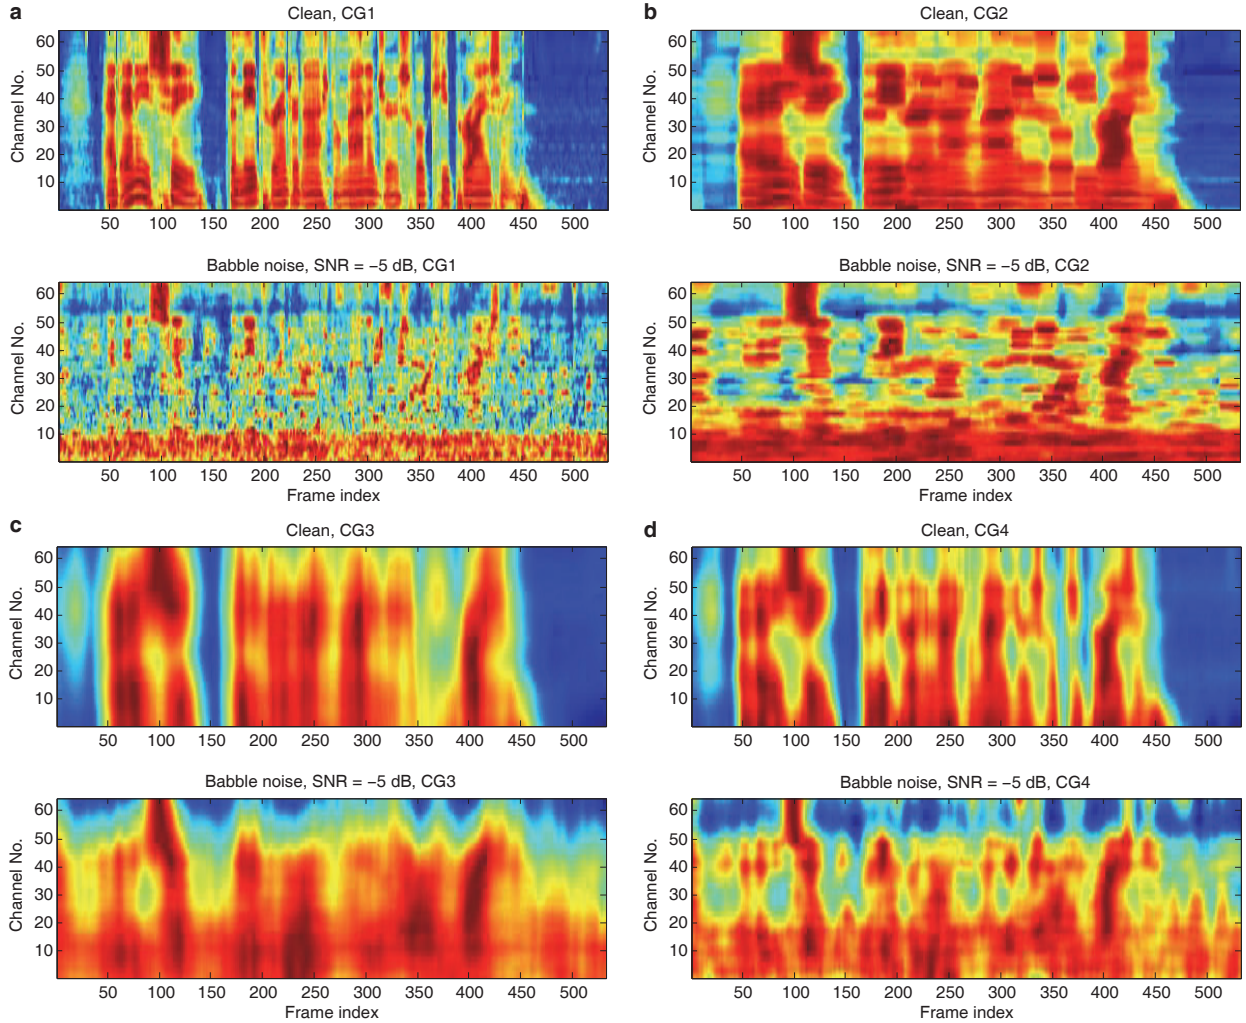 a
Clean, CG1
Channel No.
60
50
40
30
20
10
50 100 150 200 250 300 350 400 450 500
Babble noise, SNR = −5 dB, CG1
Channel No.
60
50
40
30
20
10
50 100 150 200 250 300 350 400 450 500
Frame index
b
Clean, CG2
Channel No.
60
50
40
30
20
10
50 100 150 200 250 300 350 400 450 500
Babble noise, SNR = −5 dB, CG2
Channel No.
60
50
40
30
20
10
50 100 150 200 250 300 350 400 450 500
Frame index
c
Clean, CG3
Channel No.
60
50
40
30
20
10
50 100 150 200 250 300 350 400 450 500
Babble noise, SNR = −5 dB, CG3
Channel No.
60
50
40
30
20
10
50 100 150 200 250 300 350 400 450 500
Frame index
d
Clean, CG4
Channel No.
60
50
40
30
20
10
50 100 150 200 250 300 350 400 450 500
Babble noise, SNR = −5 dB, CG4
Channel No.
60
50
40
30
20
10
50 100 150 200 250 300 350 400 450 500
Frame index